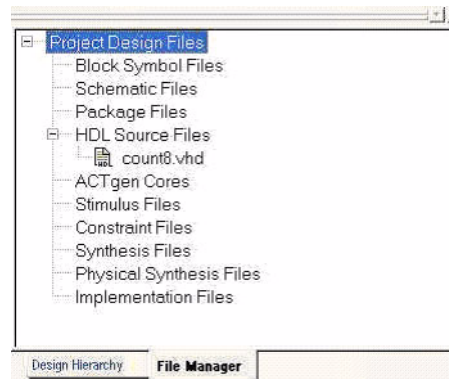 Project Design Files
Block Symbol Files
Schematic Files
Package Files
HDL Source Files
HDL count8.vhd
ACTgen Cores
Stimulus Files
Constraint Files
Synthesis Files
Physical Synthesis Files
Implementation Files
Design Hierarchy File Manager